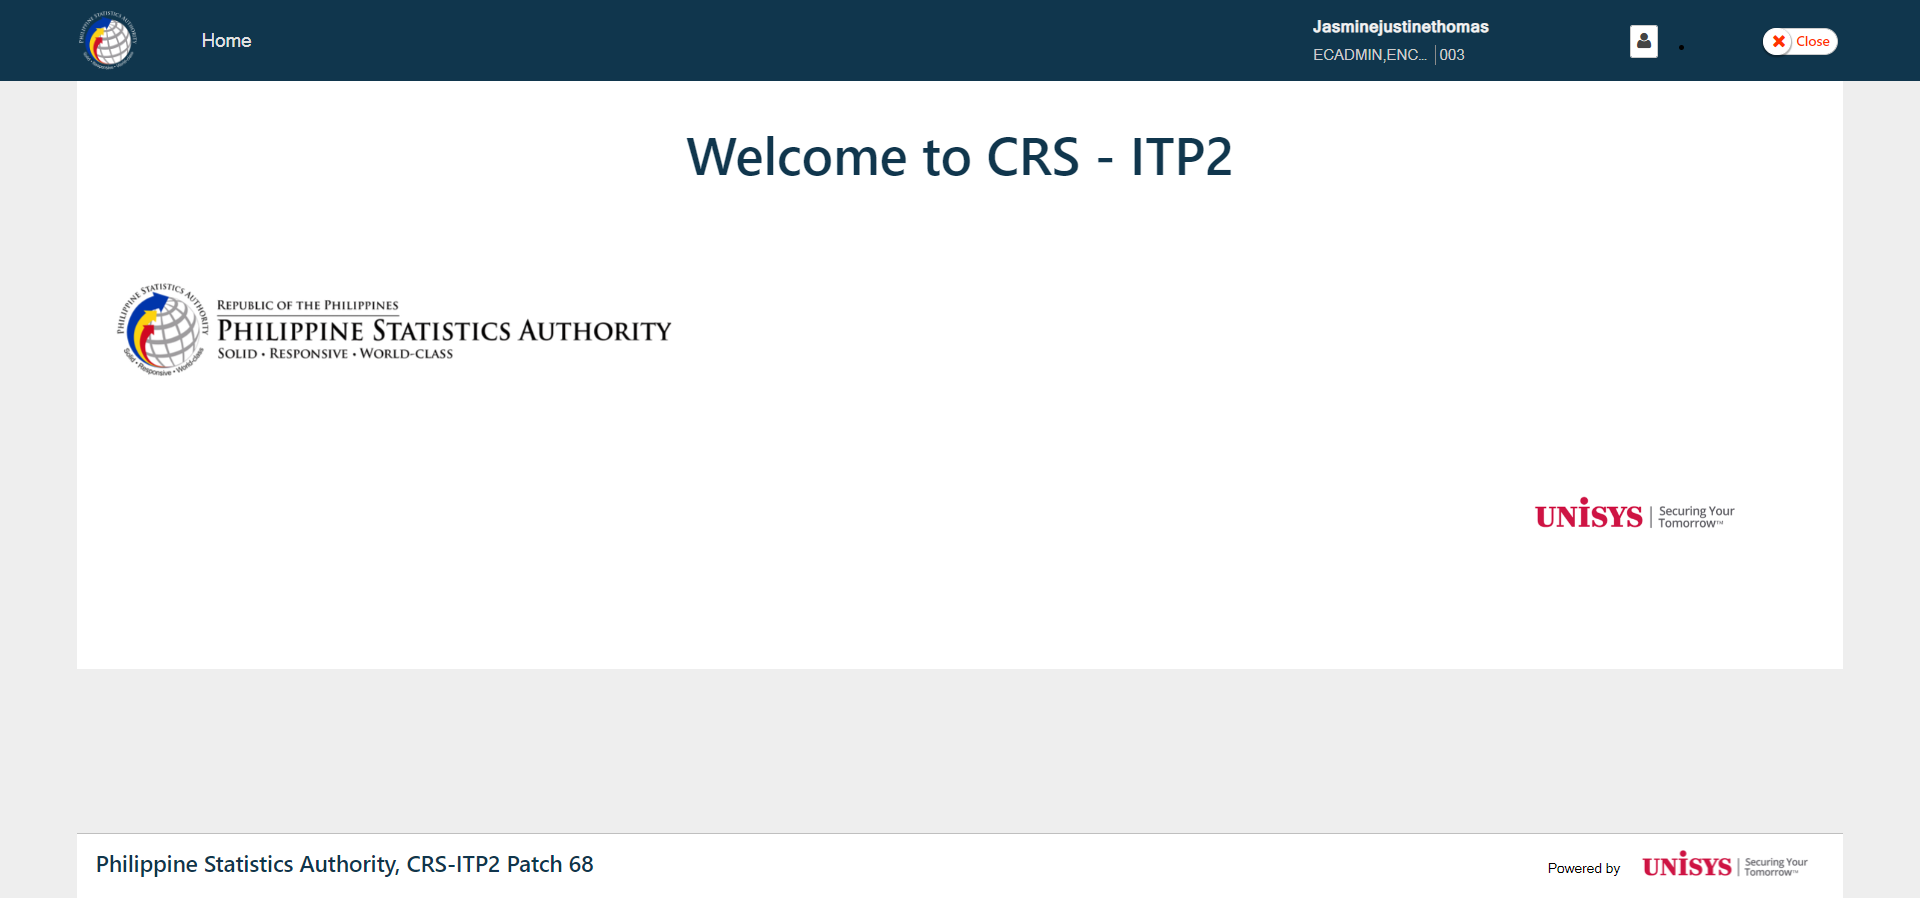 Home
Jasminejustinethomas
ECADMIN,ENC... 003
Close
Welcome to CRS - ITP2
PHILIPPINE STATISTICS AUTHORITY
Solid • Responsive • World-class
REPUBLIC OF THE PHILIPPINES
PHILIPPINE STATISTICS AUTHORITY
SOLID • RESPONSIVE • WORLD-CLASS
UNISYS Securing Your
Tomorrow™
Philippine Statistics Authority, CRS-ITP2 Patch 68
Powered by
UNISYS Securing Your
Tomorrow™